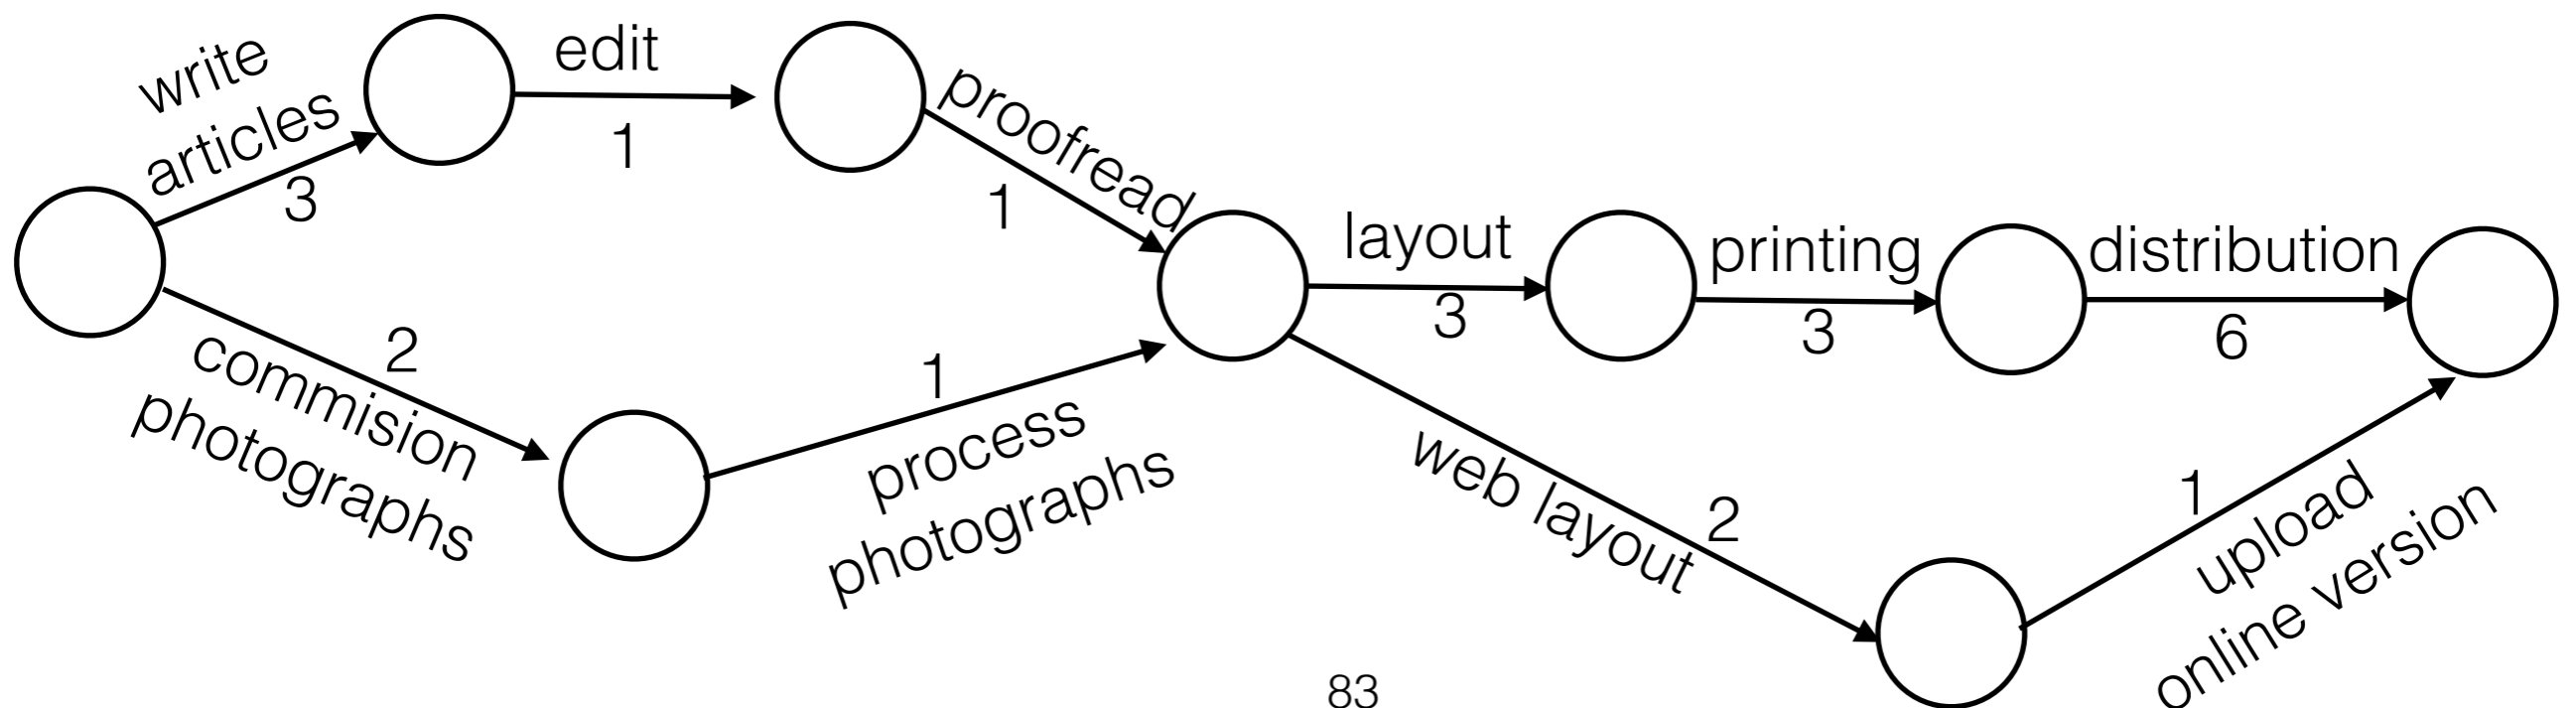 write
articles
3
edit
1
proofread
1
2
commision
photographs
1
process
photographs
layout
3
printing
3
distribution
6
web layout
2
1
upload
online version
83